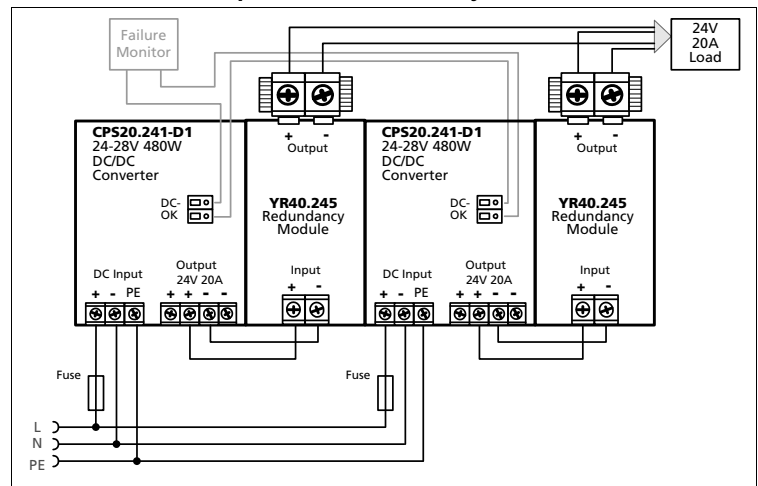 Failure
Monitor
24V
20A
Load
CPS20.241-D1
24-28V 480W
DC/DC
Converter
DC-
OK
DC Input
+ - PE
Output
24V 20A
+ + - -
+ -
Output
YR40.245
Redundancy
Module
Input
+ -
CPS20.241-D1
24-28V 480W
DC/DC
Converter
DC-
OK
DC Input
+ - PE
Output
24V 20A
+ + - -
+ -
Output
YR40.245
Redundancy
Module
Input
+ -
Fuse
Fuse
L
N
PE